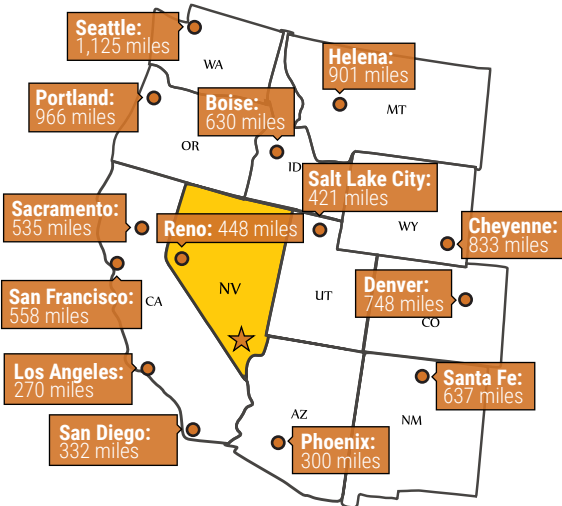 Seattle:
1,125 miles
WA
Helena:
901 miles
MT
Portland:
966 miles
Boise:
630 miles
OR
ID
Salt Lake City:
421 miles
Sacramento:
535 miles
Reno: 448 miles
WY
Cheyenne:
833 miles
San Francisco:
558 miles
CA
NV
UT
Denver:
748 miles
CO
Los Angeles:
270 miles
Santa Fe:
637 miles
San Diego:
332 miles
AZ
NM
Phoenix:
300 miles